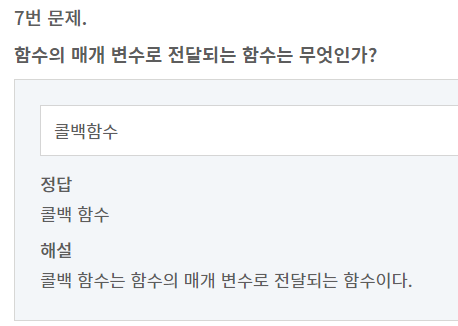 7번 문제.
함수의 매개 변수로 전달되는 함수는 무엇인가?
콜백함수
정답
콜백 함수
해설
콜백 함수는 함수의 매개 변수로 전달되는 함수이다.